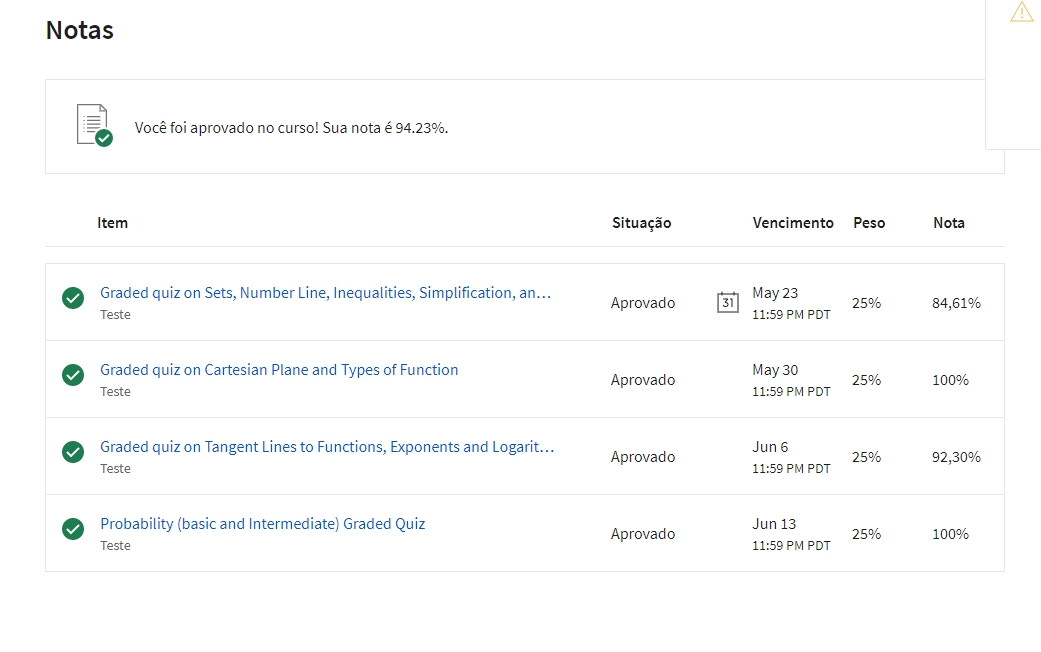 Notas
Você foi aprovado no curso! Sua nota é 94.23%.
Item Situação Vencimento Peso Nota
Graded quiz on Sets, Number Line, Inequalities, Simplification, an…
Teste
Aprovado
31
May 23
11:59 PM PDT
25%
84,61%
Graded quiz on Cartesian Plane and Types of Function
Teste
Aprovado
May 30
11:59 PM PDT
25%
100%
Graded quiz on Tangent Lines to Functions, Exponents and Logarit…
Teste
Aprovado
Jun 6
11:59 PM PDT
25%
92,30%
Probability (basic and Intermediate) Graded Quiz
Teste
Aprovado
Jun 13
11:59 PM PDT
25%
100%